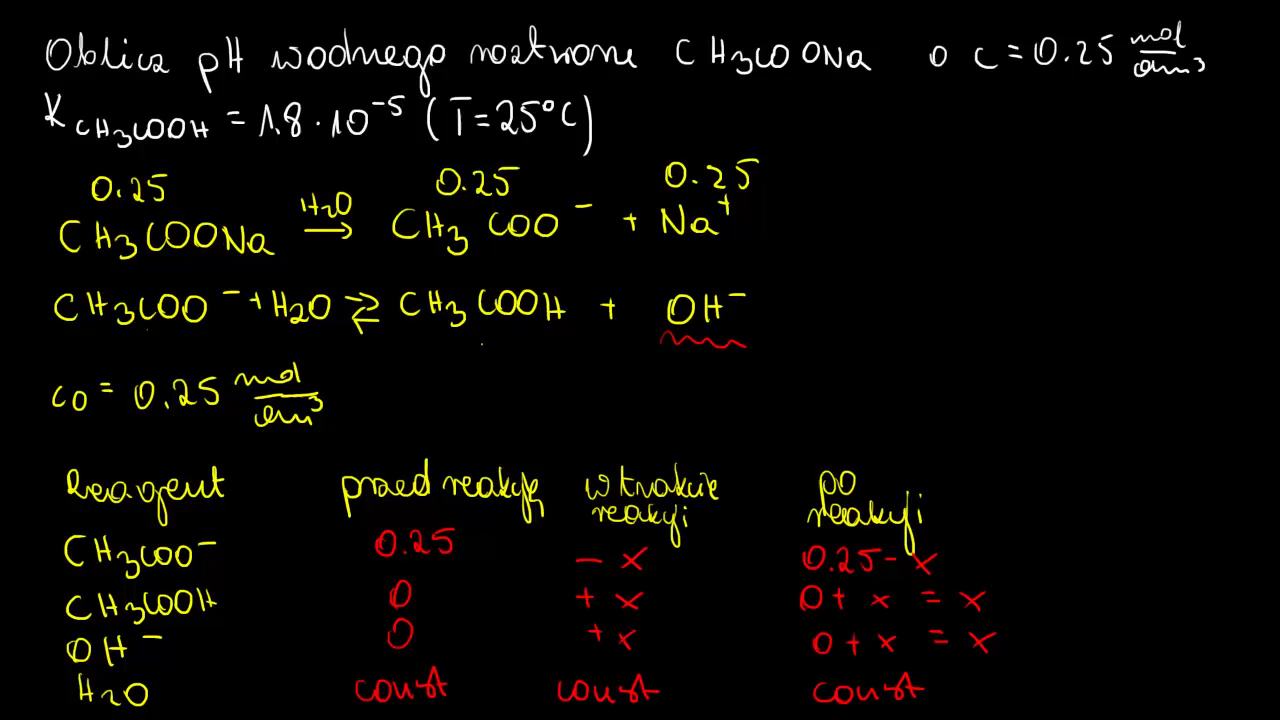 Oblicz pH wodnego roztworu CH3COONa o c = 0.25 mol/dm³
K CH3COOH = 1.8 · 10⁻⁵ (T = 25°C)
0.25 0.25 0.25
CH3COONa H2O → CH3COO⁻ + Na⁺
CH3COO⁻ + H2O ⇌ CH3COOH + OH⁻
c0 = 0.25 mol/dm³
Reagent przed reakcją w trakcie reakcji po reakcji
CH3COO⁻ 0.25 − x 0.25 − x
CH3COOH 0 + x 0 + x = x
OH⁻ 0 + x 0 + x = x
H2O const const const